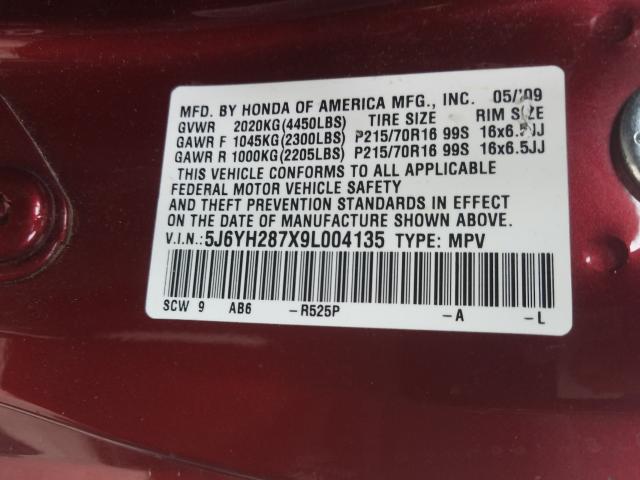 MFD. BY HONDA OF AMERICA MFG., INC. 05/09
GVWR 2020KG(4450LBS) TIRE SIZE RIM SIZE
GAWR F 1045KG(2300LBS) P215/70R16 99S 16x6.5JJ
GAWR R 1000KG(2205LBS) P215/70R16 99S 16x6.5JJ
THIS VEHICLE CONFORMS TO ALL APPLICABLE
FEDERAL MOTOR VEHICLE SAFETY
AND THEFT PREVENTION STANDARDS IN EFFECT
ON THE DATE OF MANUFACTURE SHOWN ABOVE.
V.I.N.:5J6YH287X9L004135 TYPE: MPV
SCW 9 AB6 -R525P -A -L